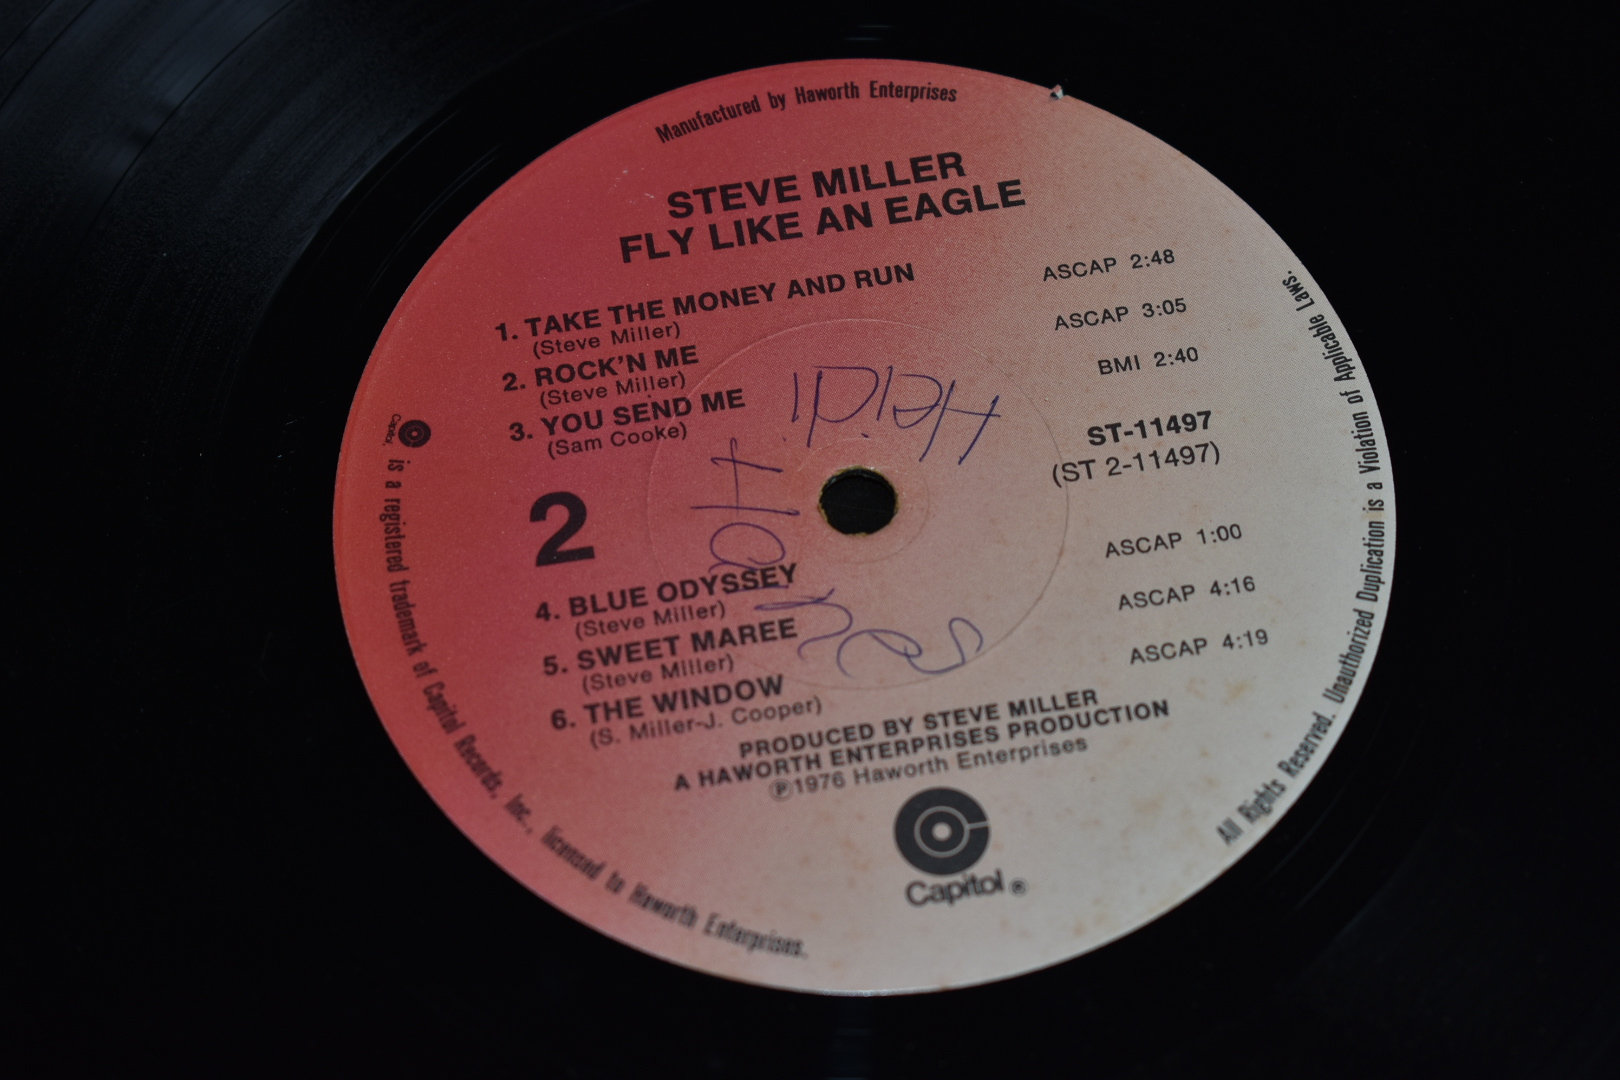 Manufactured by Haworth Enterprises
STEVE MILLER
FLY LIKE AN EAGLE
1. TAKE THE MONEY AND RUN ASCAP 2:48
(Steve Miller)
2. ROCK'N ME ASCAP 3:05
(Steve Miller)
3. YOU SEND ME BMI 2:40
(Sam Cooke)
Heidi
ST-11497
(ST 2-11497)
2
4. BLUE ODYSSEY ASCAP 1:00
(Steve Miller)
5. SWEET MAREE ASCAP 4:16
(Steve Miller)
6. THE WINDOW ASCAP 4:19
(S. Miller-J. Cooper)
PRODUCED BY STEVE MILLER
A HAWORTH ENTERPRISES PRODUCTION
℗1976 Haworth Enterprises
Capitol®
Capitol. is a registered trademark of Capitol Records, Inc., licensed to Haworth Enterprises.
All Rights Reserved. Unauthorized Duplication is a Violation of Applicable Laws.